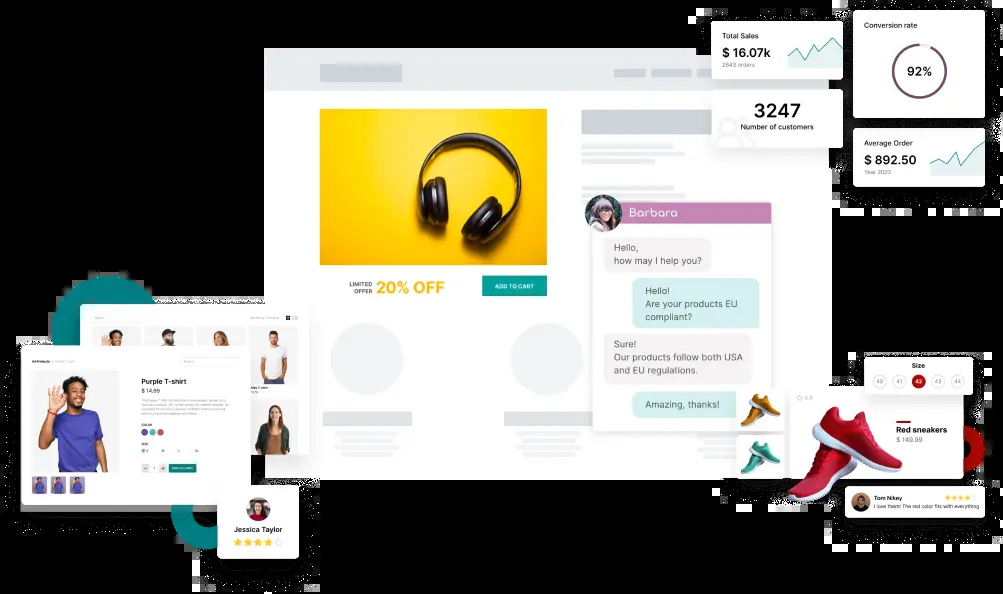 Total Sales
$ 16.07k
2843 orders
Conversion rate
92%
3247
Number of customers
Average Order
$ 892.50
Year 2023
Barbara
Hello,
how may I help you?
Hello!
Are your products EU
compliant?
Sure!
Our products follow both USA
and EU regulations.
Amazing, thanks!
LIMITED
OFFER
20% OFF
ADD TO CART
All Products
Search
Purple T-shirt
$ 14,99
COLOR
SIZE
S
M
L
XL
1
ADD TO CART
Jessica Taylor
Size
40
41
42
43
44
4.8
Red sneakers
$ 149.99
Tom Nikey
I love them! The red color fits with everything